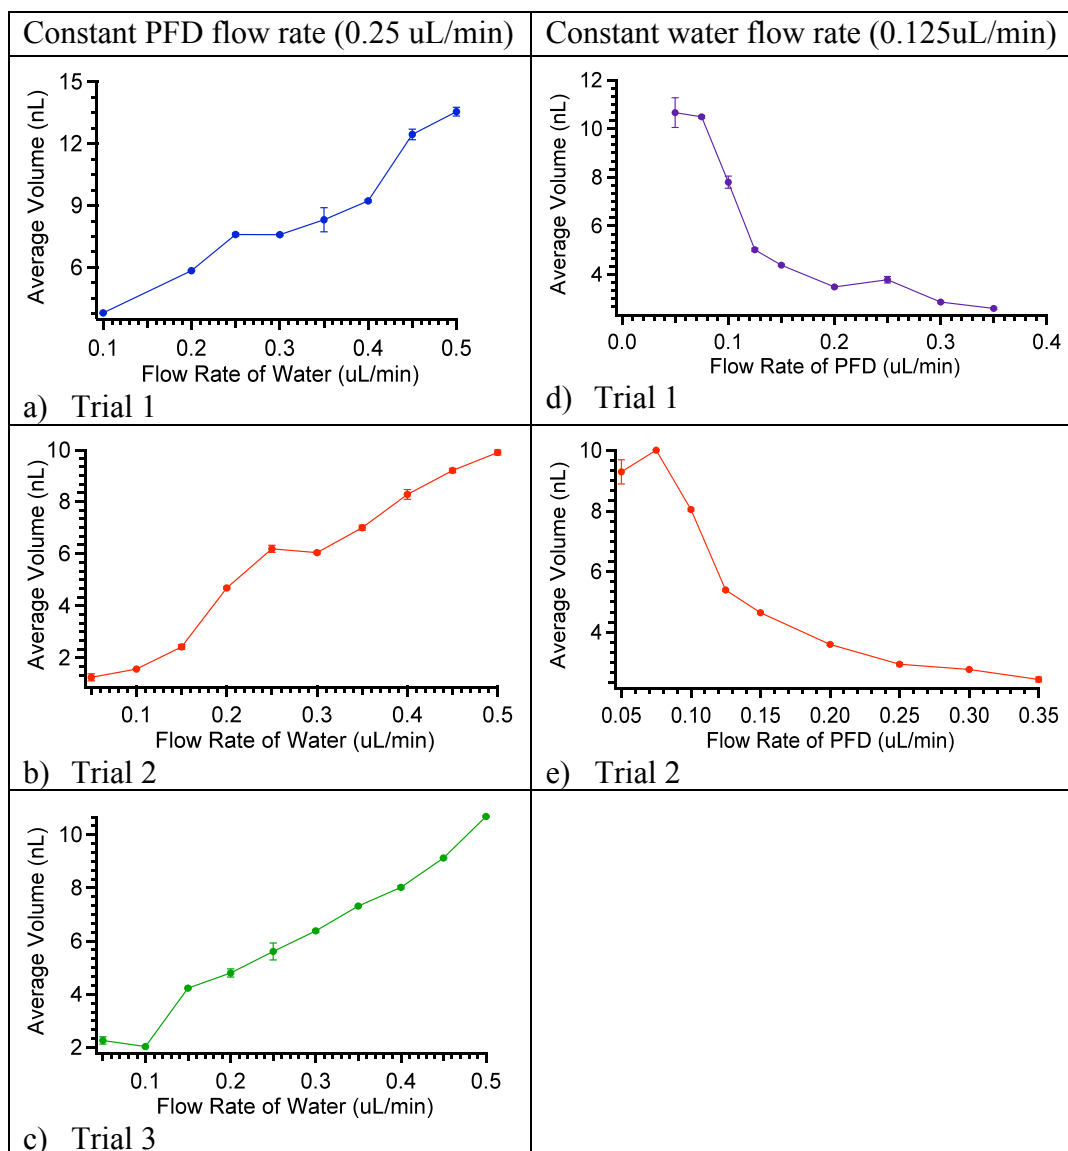 Constant PFD flow rate (0.25 uL/min)
Constant water flow rate (0.125uL/min)
15
12
9
6
Average Volume (nL)
0.1 0.2 0.3 0.4 0.5
Flow Rate of Water (uL/min)
a) Trial 1
12
10
8
6
4
Average Volume (nL)
0.0 0.1 0.2 0.3 0.4
Flow Rate of PFD (uL/min)
d) Trial 1
10
8
6
4
2
Average Volume (nL)
0.1 0.2 0.3 0.4 0.5
Flow Rate of Water (uL/min)
b) Trial 2
10
8
6
4
Average Volume (nL)
0.05 0.10 0.15 0.20 0.25 0.30 0.35
Flow Rate of PFD (uL/min)
e) Trial 2
10
8
6
4
2
Average Volume (nL)
0.1 0.2 0.3 0.4 0.5
Flow Rate of Water (uL/min)
c) Trial 3